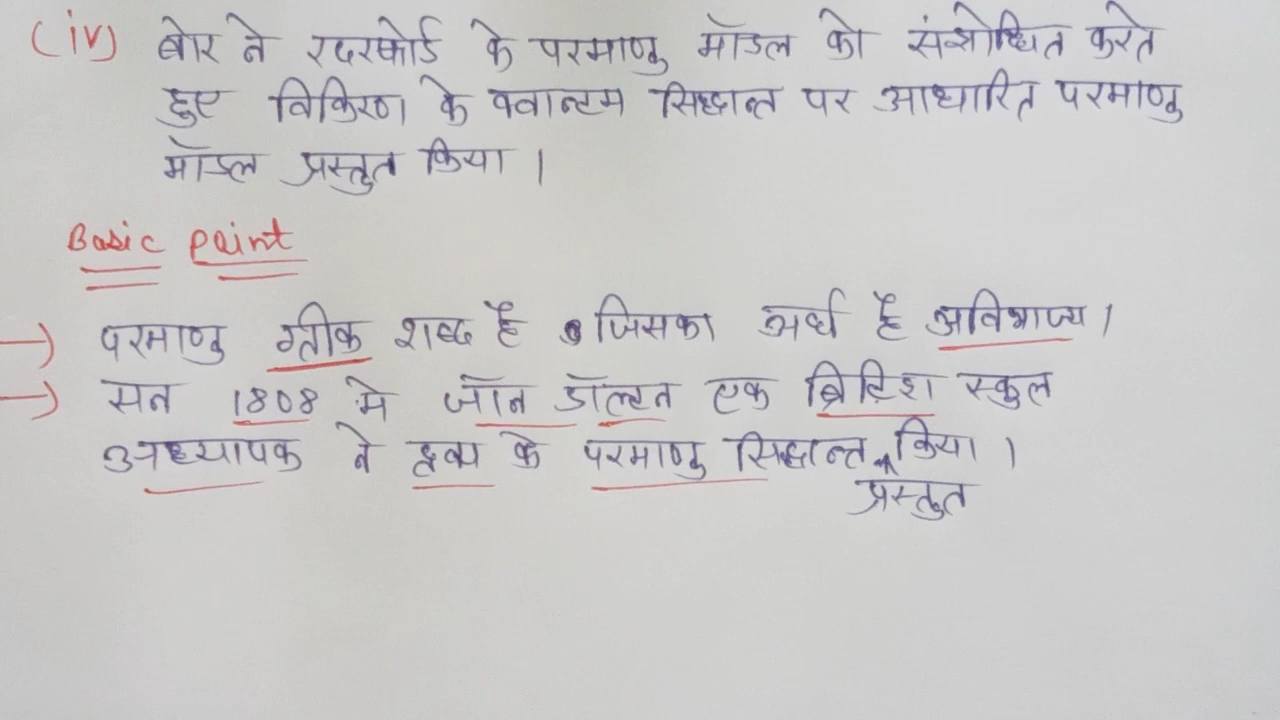 (iv) बोर ने रदरफोर्ड के परमाणु मॉडल को संशोधित करते
हुए विकिरण के क्वान्टम सिद्धान्त पर आधारित परमाणु
मॉडल प्रस्तुत किया ।
Basic point
→ परमाणु ग्रीक शब्द है जिसका अर्थ है अविभाज्य ।
→ सन 1808 मे जॉन डॉल्टन एक ब्रिटिश स्कुल
अध्यापक ने द्रव्य के परमाणु सिद्धान्त किया ।
प्रस्तुत